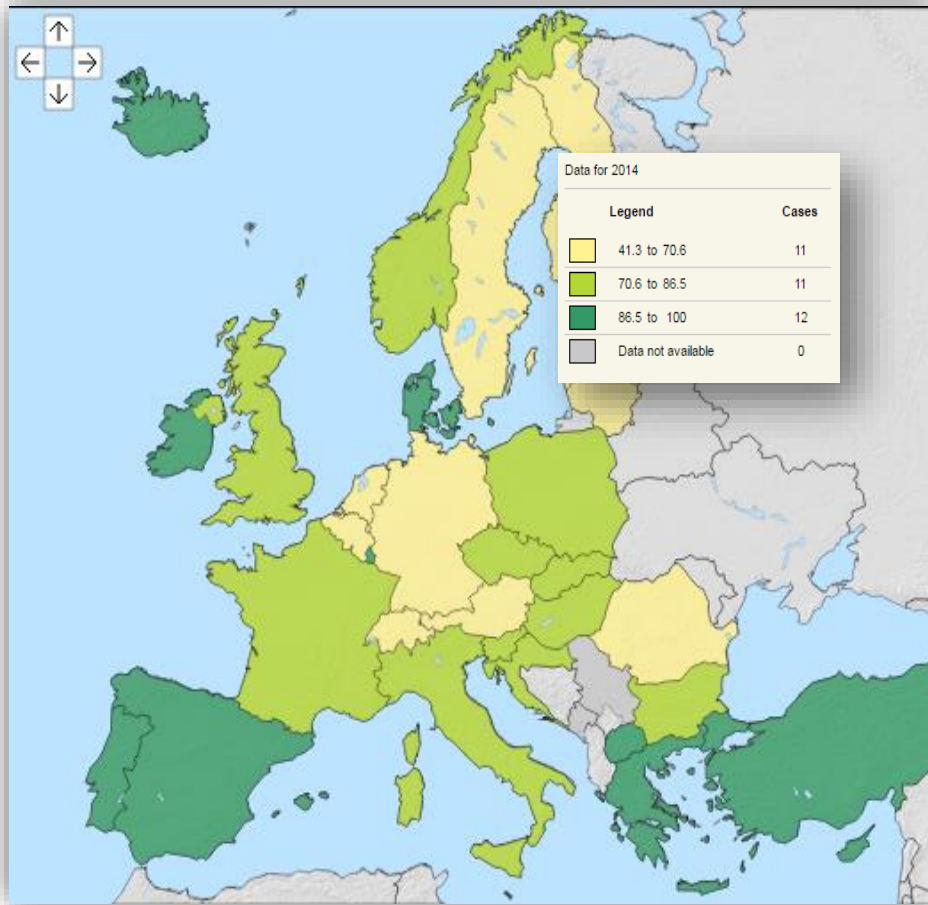 Data for 2014
Legend Cases
41.3 to 70.6 11
70.6 to 86.5 11
86.5 to 100 12
Data not available 0